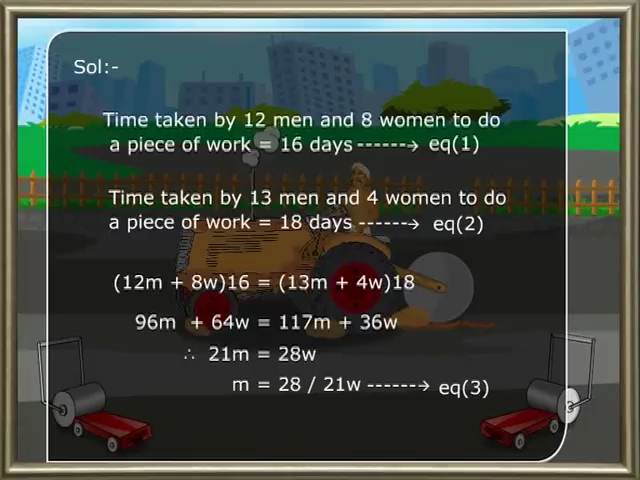 Sol:-
Time taken by 12 men and 8 women to do
a piece of work = 16 days ------→ eq(1)
Time taken by 13 men and 4 women to do
a piece of work = 18 days ------→ eq(2)
(12m + 8w)16 = (13m + 4w)18
96m + 64w = 117m + 36w
∴ 21m = 28w
m = 28 / 21w ------→ eq(3)